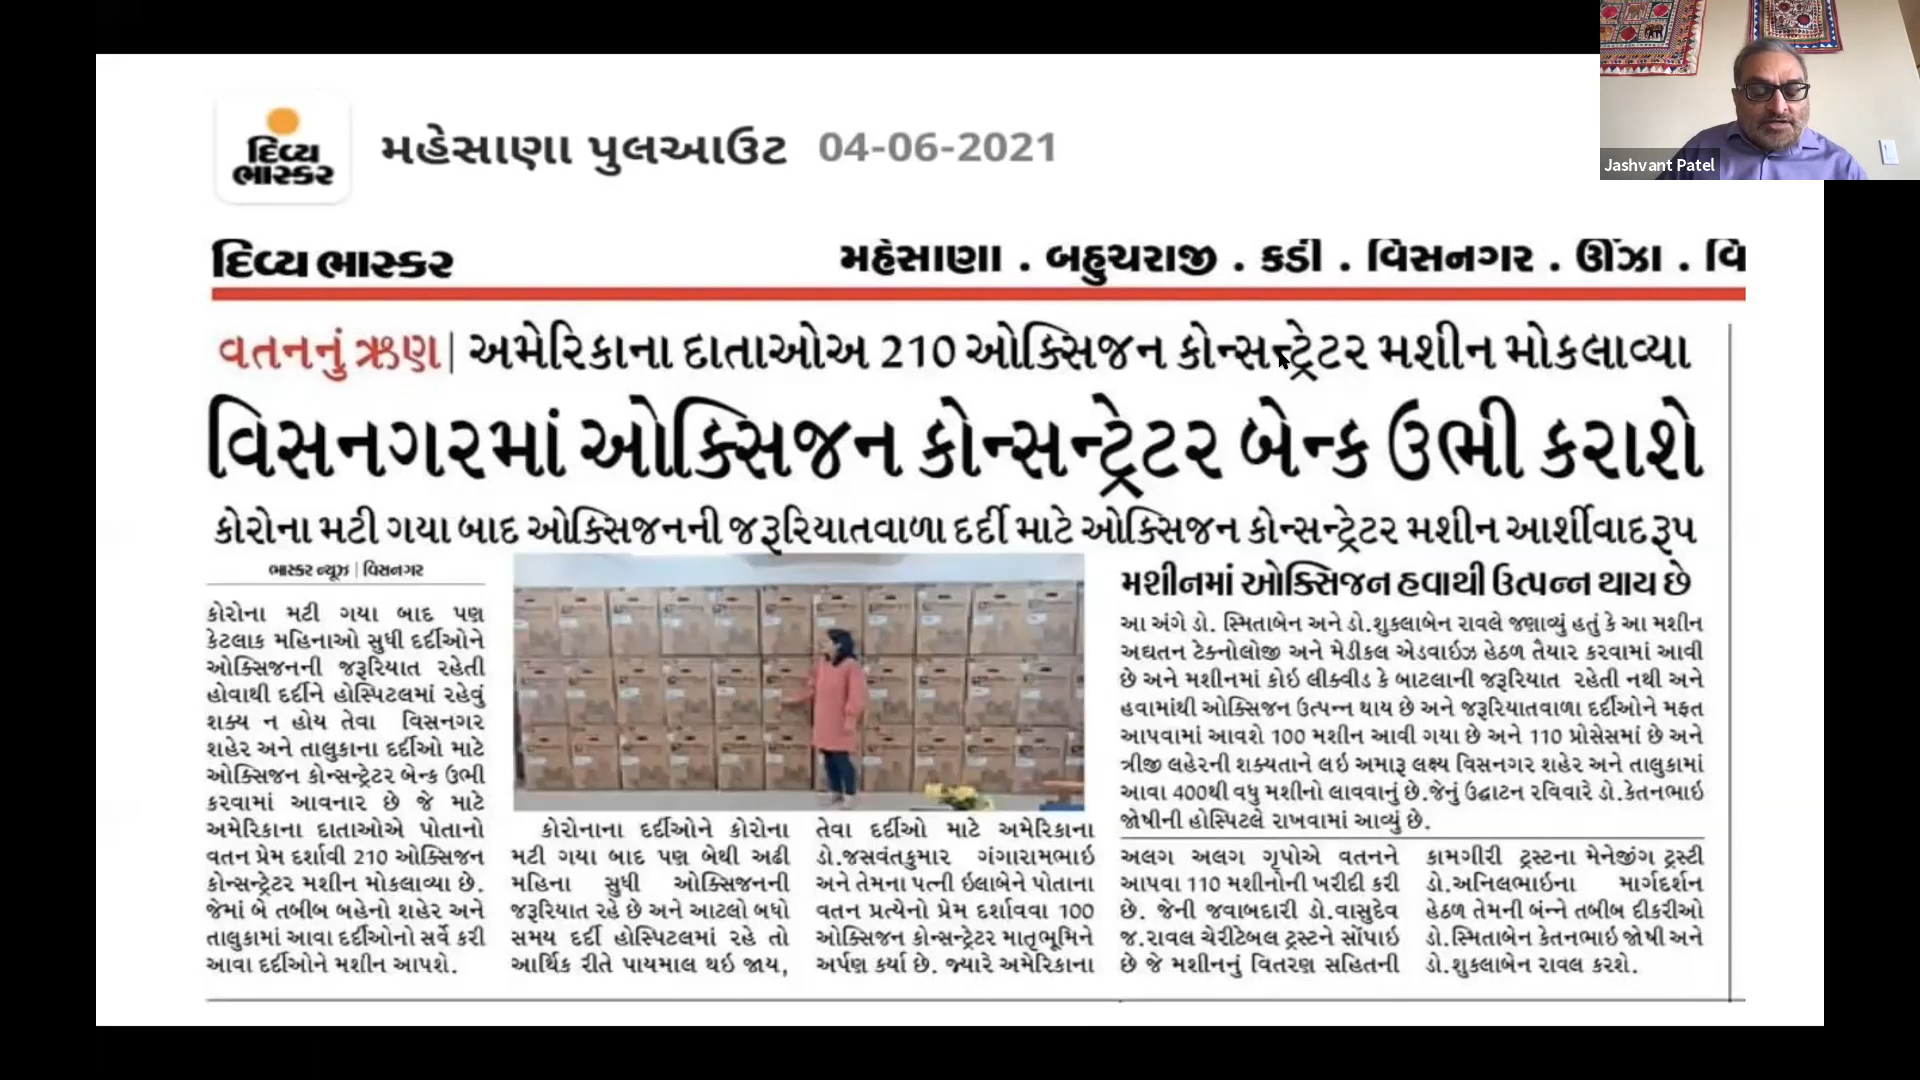 Jashvant Patel
દિવ્ય
ભાસ્કર
મહેસાણા પુલઆઉટ 04-06-2021
દિવ્ય ભાસ્કર
મહેસાણા . બહુચરાજી . કડી . વિસનગર . ઊંઝા . વિ
વતનનું ઋણ | અમેરિકાના દાતાઓઅ 210 ઓક્સિજન કોન્સન્ટ્રેટર મશીન મોકલાવ્યા
વિસનગરમાં ઓક્સિજન કોન્સન્ટ્રેટર બેન્ક ઉભી કરાશે
કોરોના મટી ગયા બાદ ઓક્સિજનની જરૂરિયાતવાળા દર્દી માટે ઓક્સિજન કોન્સન્ટ્રેટર મશીન આર્શીવાદરૂપ
ભાસ્કર ન્યૂઝ | વિસનગર
કોરોના મટી ગયા બાદ પણ
કેટલાક મહિનાઓ સુધી દર્દીઓને
ઓક્સિજનની જરૂરિયાત રહેતી
હોવાથી દર્દીને હોસ્પિટલમાં રહેવું
શક્ય ન હોય તેવા વિસનગર
શહેર અને તાલુકાના દર્દીઓ માટે
ઓક્સિજન કોન્સન્ટ્રેટર બેન્ક ઉભી
કરવામાં આવનાર છે જે માટે
અમેરિકાના દાતાઓએ પોતાનો
વતન પ્રેમ દર્શાવી 210 ઓક્સિજન
કોન્સન્ટ્રેટર મશીન મોકલાવ્યા છે.
જેમાં બે તબીબ બહેનો શહેર અને
તાલુકામાં આવા દર્દીઓનો સર્વે કરી
આવા દર્દીઓને મશીન આપશે.
કોરોનાના દર્દીઓને કોરોના
મટી ગયા બાદ પણ બેથી અઢી
મહિના સુધી ઓક્સિજનની
જરૂરિયાત રહે છે અને આટલો બધો
સમય દર્દી હોસ્પિટલમાં રહે તો
આર્થિક રીતે પાયમાલ થઇ જાય,
તેવા દર્દીઓ માટે અમેરિકાના
ડો.જસવંતકુમાર ગંગારામભાઇ
અને તેમના પત્ની ઇલાબેને પોતાના
વતન પ્રત્યેનો પ્રેમ દર્શાવવા 100
ઓક્સિજન કોન્સન્ટ્રેટર માતૃભૂમિને
અર્પણ કર્યા છે. જ્યારે અમેરિકાના
મશીનમાં ઓક્સિજન હવાથી ઉત્પન્ન થાય છે
આ અંગે ડો. સ્મિતાબેન અને ડો.શુકલાબેન રાવલે જણાવ્યું હતું કે આ મશીન
અદ્યતન ટેક્નોલોજી અને મેડીકલ એડવાઇઝ હેઠળ તૈયાર કરવામાં આવી
છે અને મશીનમાં કોઇ લીક્વીડ કે બાટલાની જરૂરિયાત રહેતી નથી અને
હવામાંથી ઓક્સિજન ઉત્પન્ન થાય છે અને જરૂરિયાતવાળા દર્દીઓને મફત
આપવામાં આવશે 100 મશીન આવી ગયા છે અને 110 પ્રોસેસમાં છે અને
ત્રીજી લહેરની શક્યતાને લઇ અમારૂ લક્ષ્ય વિસનગર શહેર અને તાલુકામાં
આવા 400થી વધુ મશીનો લાવવાનું છે.જેનું ઉદ્ઘાટન રવિવારે ડો.કેતનભાઇ
જોષીની હોસ્પિટલે રાખવામાં આવ્યું છે.
અલગ અલગ ગૃપોએ વતનને
આપવા 110 મશીનોની ખરીદી કરી
છે. જેની જવાબદારી ડો.વાસુદેવ
જ.રાવલ ચેરીટેબલ ટ્રસ્ટને સોંપાઇ
છે જે મશીનનું વિતરણ સહિતની
કામગીરી ટ્રસ્ટના મેનેજીંગ ટ્રસ્ટી
ડો.અનિલભાઇના માર્ગદર્શન
હેઠળ તેમની બંન્ને તબીબ દીકરીઓ
ડો.સ્મિતાબેન કેતનભાઇ જોષી અને
ડો.શુકલાબેન રાવલ કરશે.